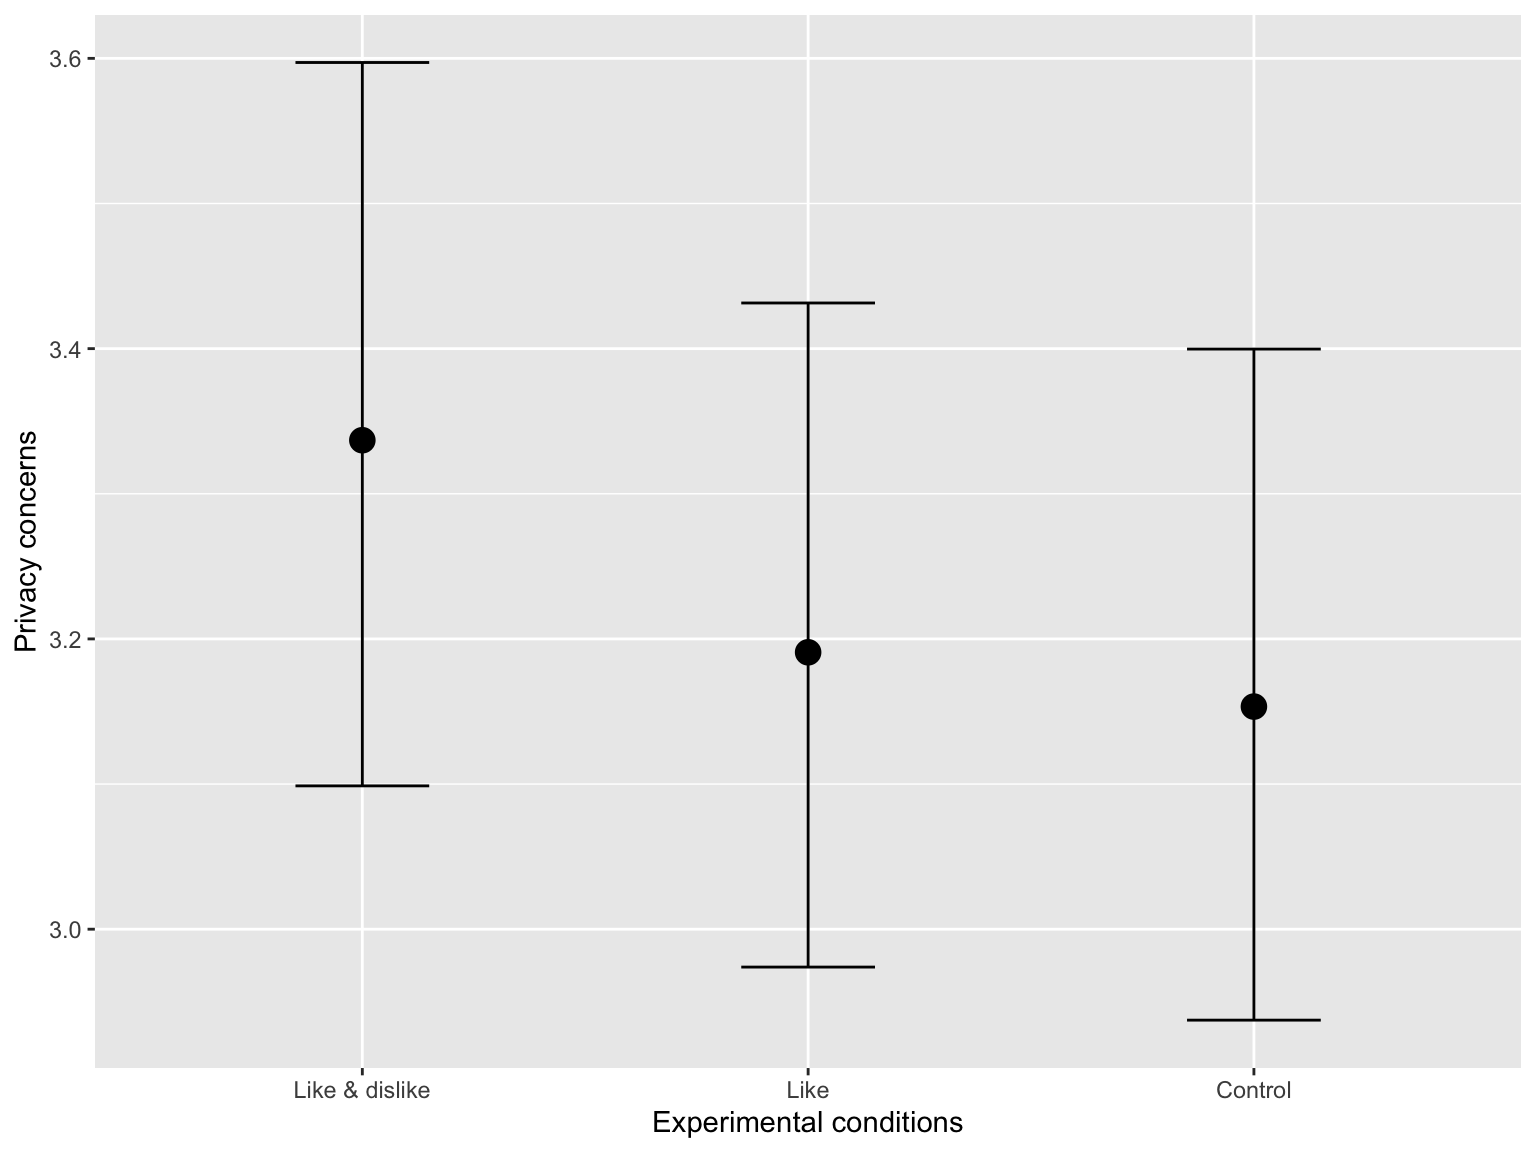 3.6
3.4
3.2
3.0
Privacy concerns
Like & dislike
Like
Control
Experimental conditions